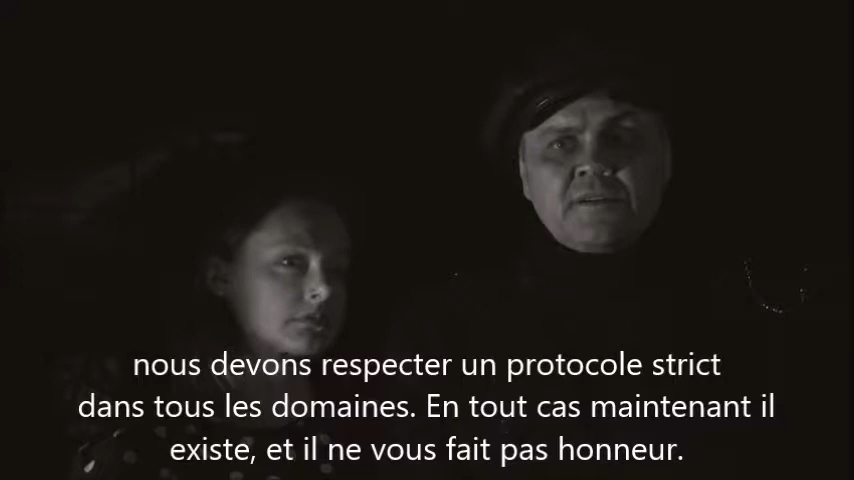 nous devons respecter un protocole strict
dans tous les domaines. En tout cas maintenant il
existe, et il ne vous fait pas honneur.